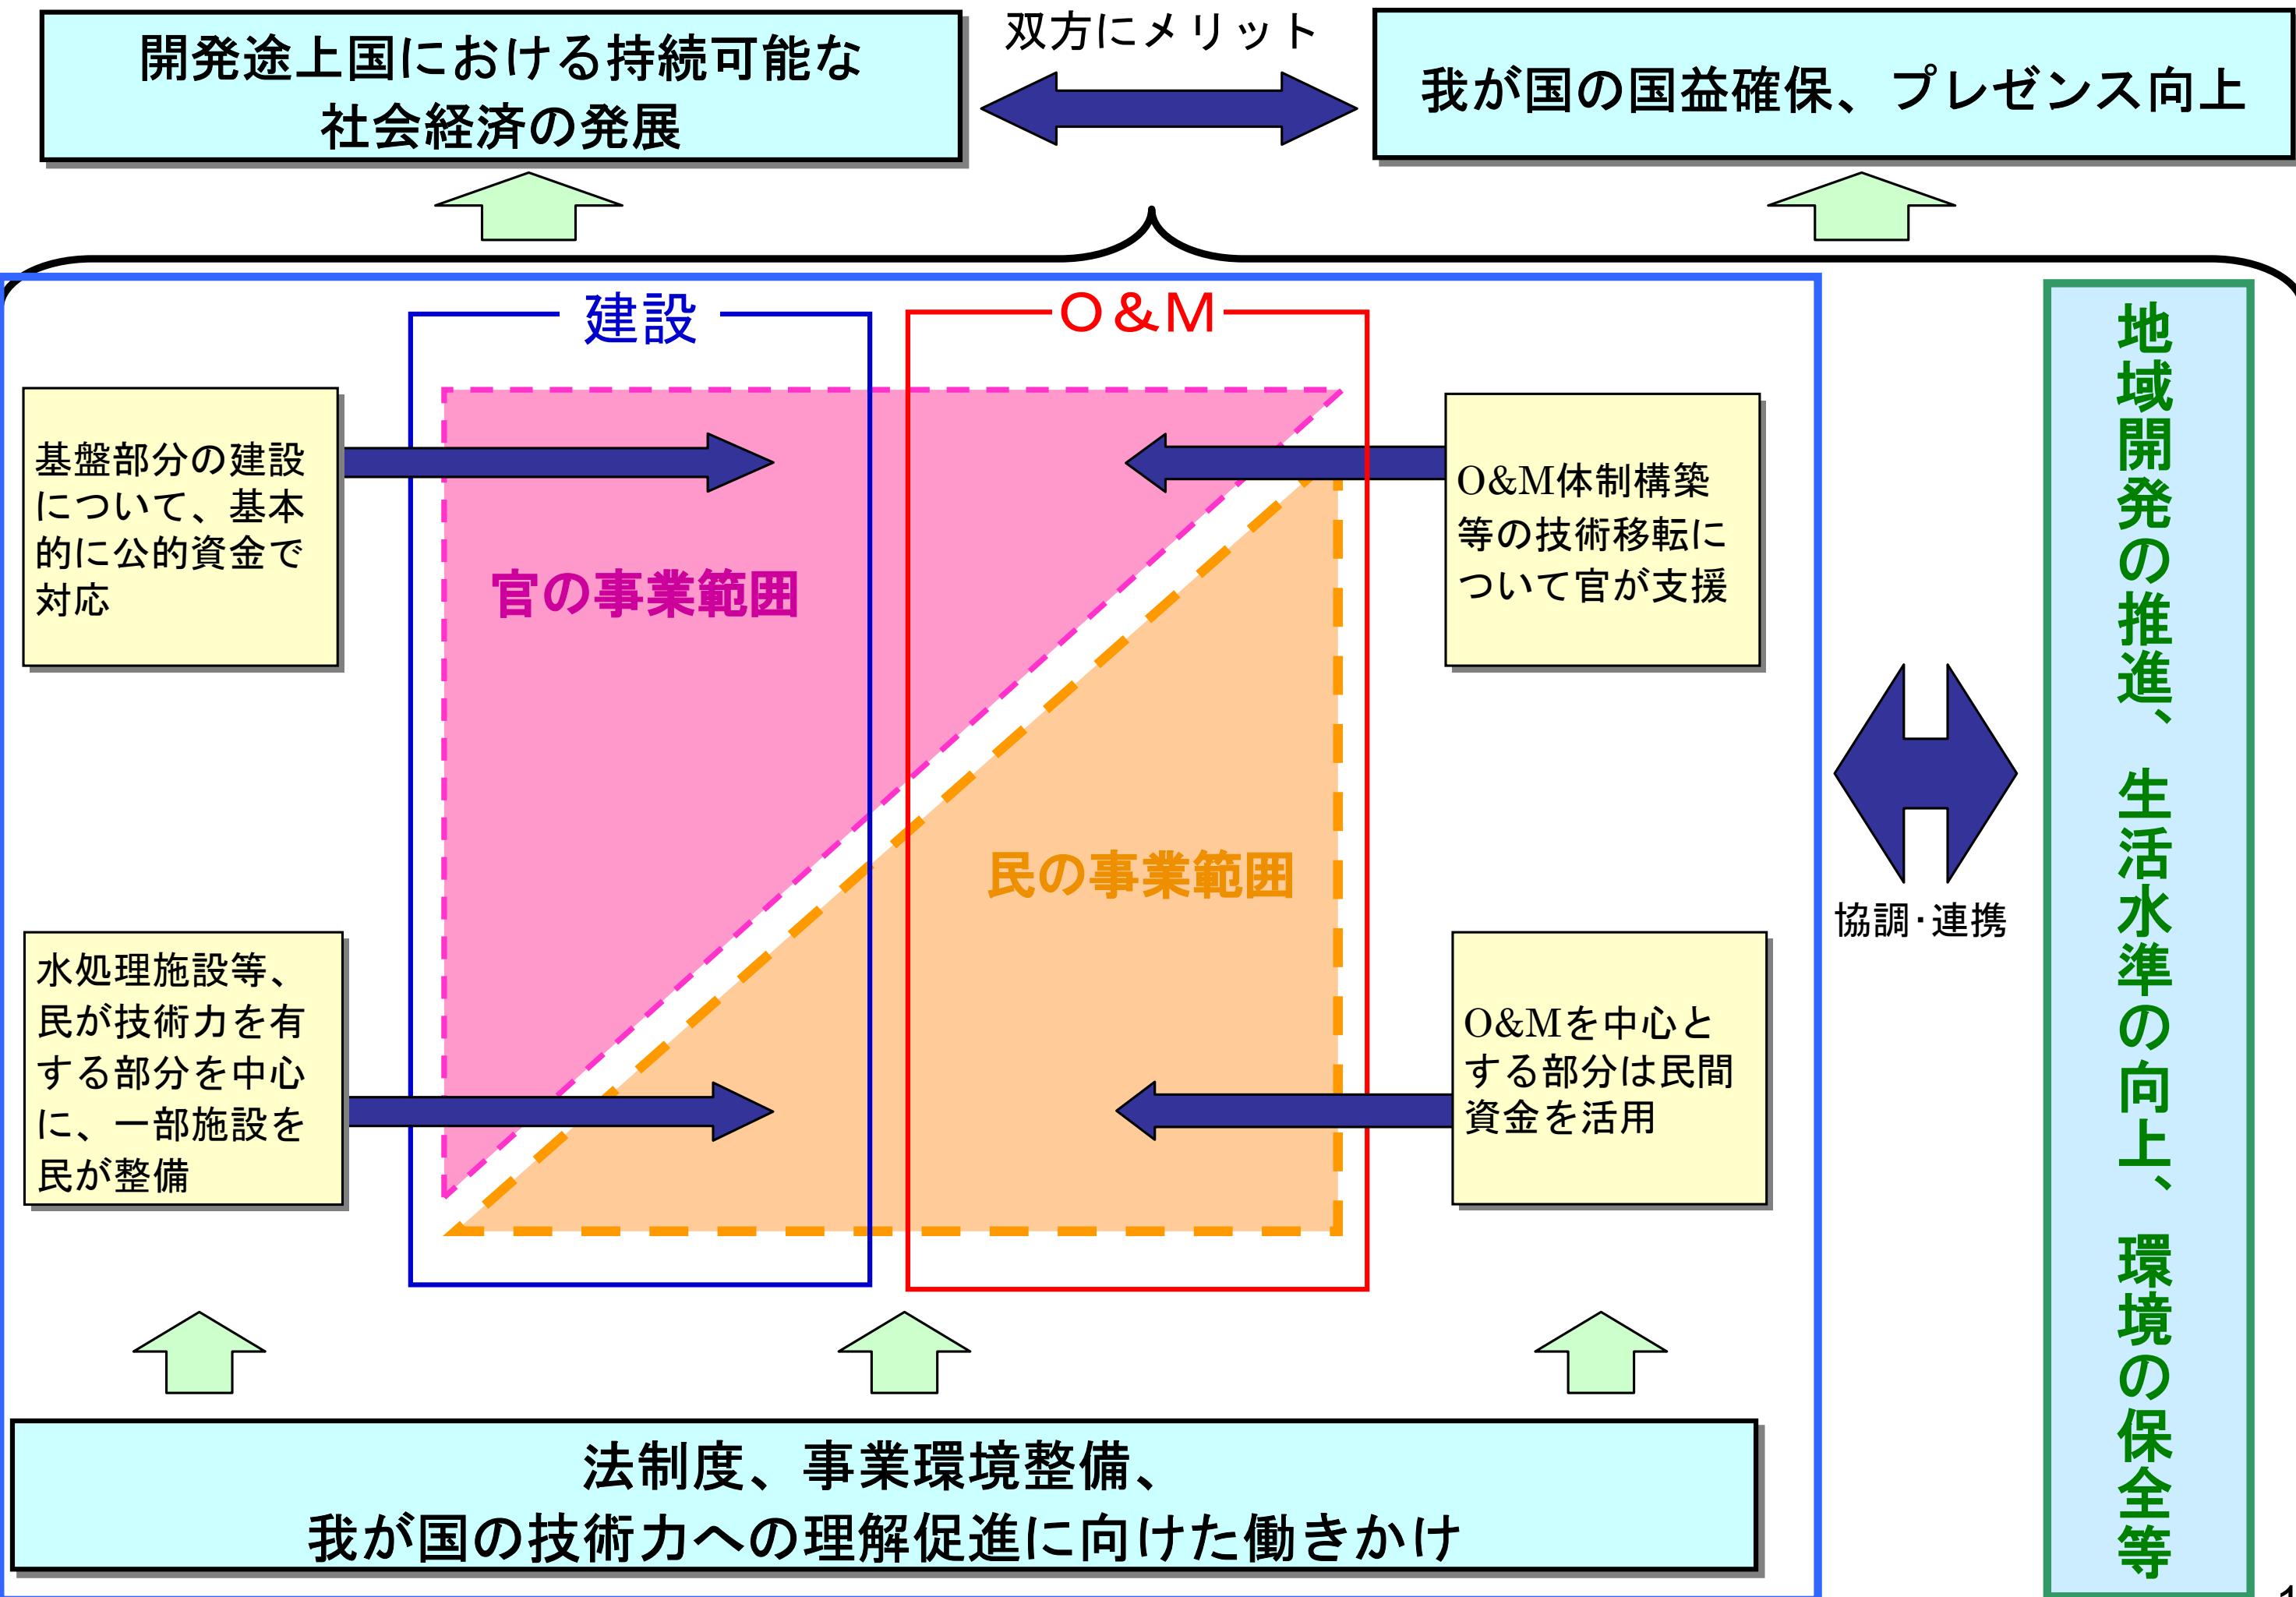 開発途上国における持続可能な
社会経済の発展
双方にメリット
我が国の国益確保、プレゼンス向上
建設
O&M
基盤部分の建設
について、基本
的に公的資金で
対応
O&M体制構築
等の技術移転に
ついて官が支援
官の事業範囲
民の事業範囲
水処理施設等、
民が技術力を有
する部分を中心
に、一部施設を
民が整備
O&Mを中心と
する部分は民間
資金を活用
協調・連携
地域開発の推進、生活水準の向上、環境の保全等
法制度、事業環境整備、
我が国の技術力への理解促進に向けた働きかけ